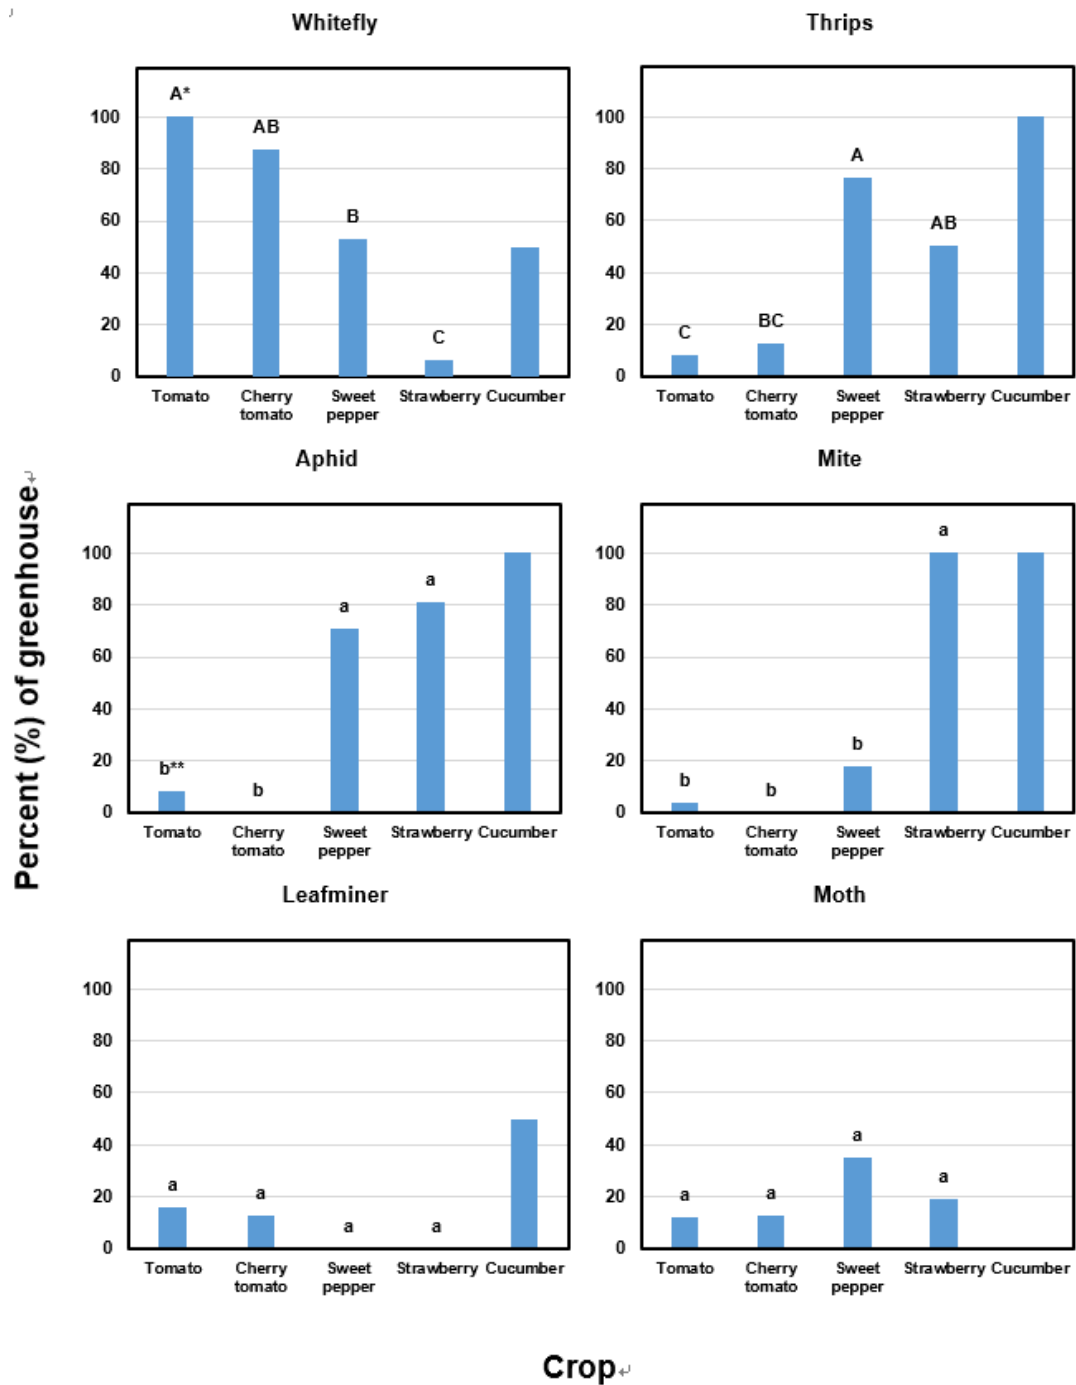 Whitefly
A*
AB
B
C
100
80
60
40
20
0
Tomato Cherry tomato Sweet pepper Strawberry Cucumber
Thrips
C
BC
A
AB
100
80
60
40
20
0
Tomato Cherry tomato Sweet pepper Strawberry Cucumber
Percent (%) of greenhouse
Aphid
b**
b
a
a
100
80
60
40
20
0
Tomato Cherry tomato Sweet pepper Strawberry Cucumber
Mite
b
b
b
a
100
80
60
40
20
0
Tomato Cherry tomato Sweet pepper Strawberry Cucumber
Leafminer
a
a
a
a
100
80
60
40
20
0
Tomato Cherry tomato Sweet pepper Strawberry Cucumber
Moth
a
a
a
a
100
80
60
40
20
0
Tomato Cherry tomato Sweet pepper Strawberry Cucumber
Crop